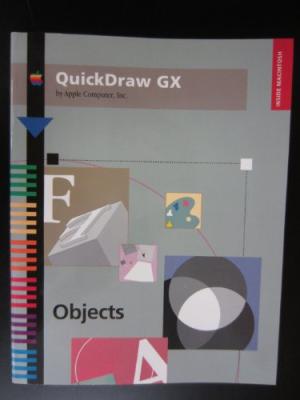 QuickDraw GX
by Apple Computer, Inc.
INSIDE MACINTOSH
F
Objects
A